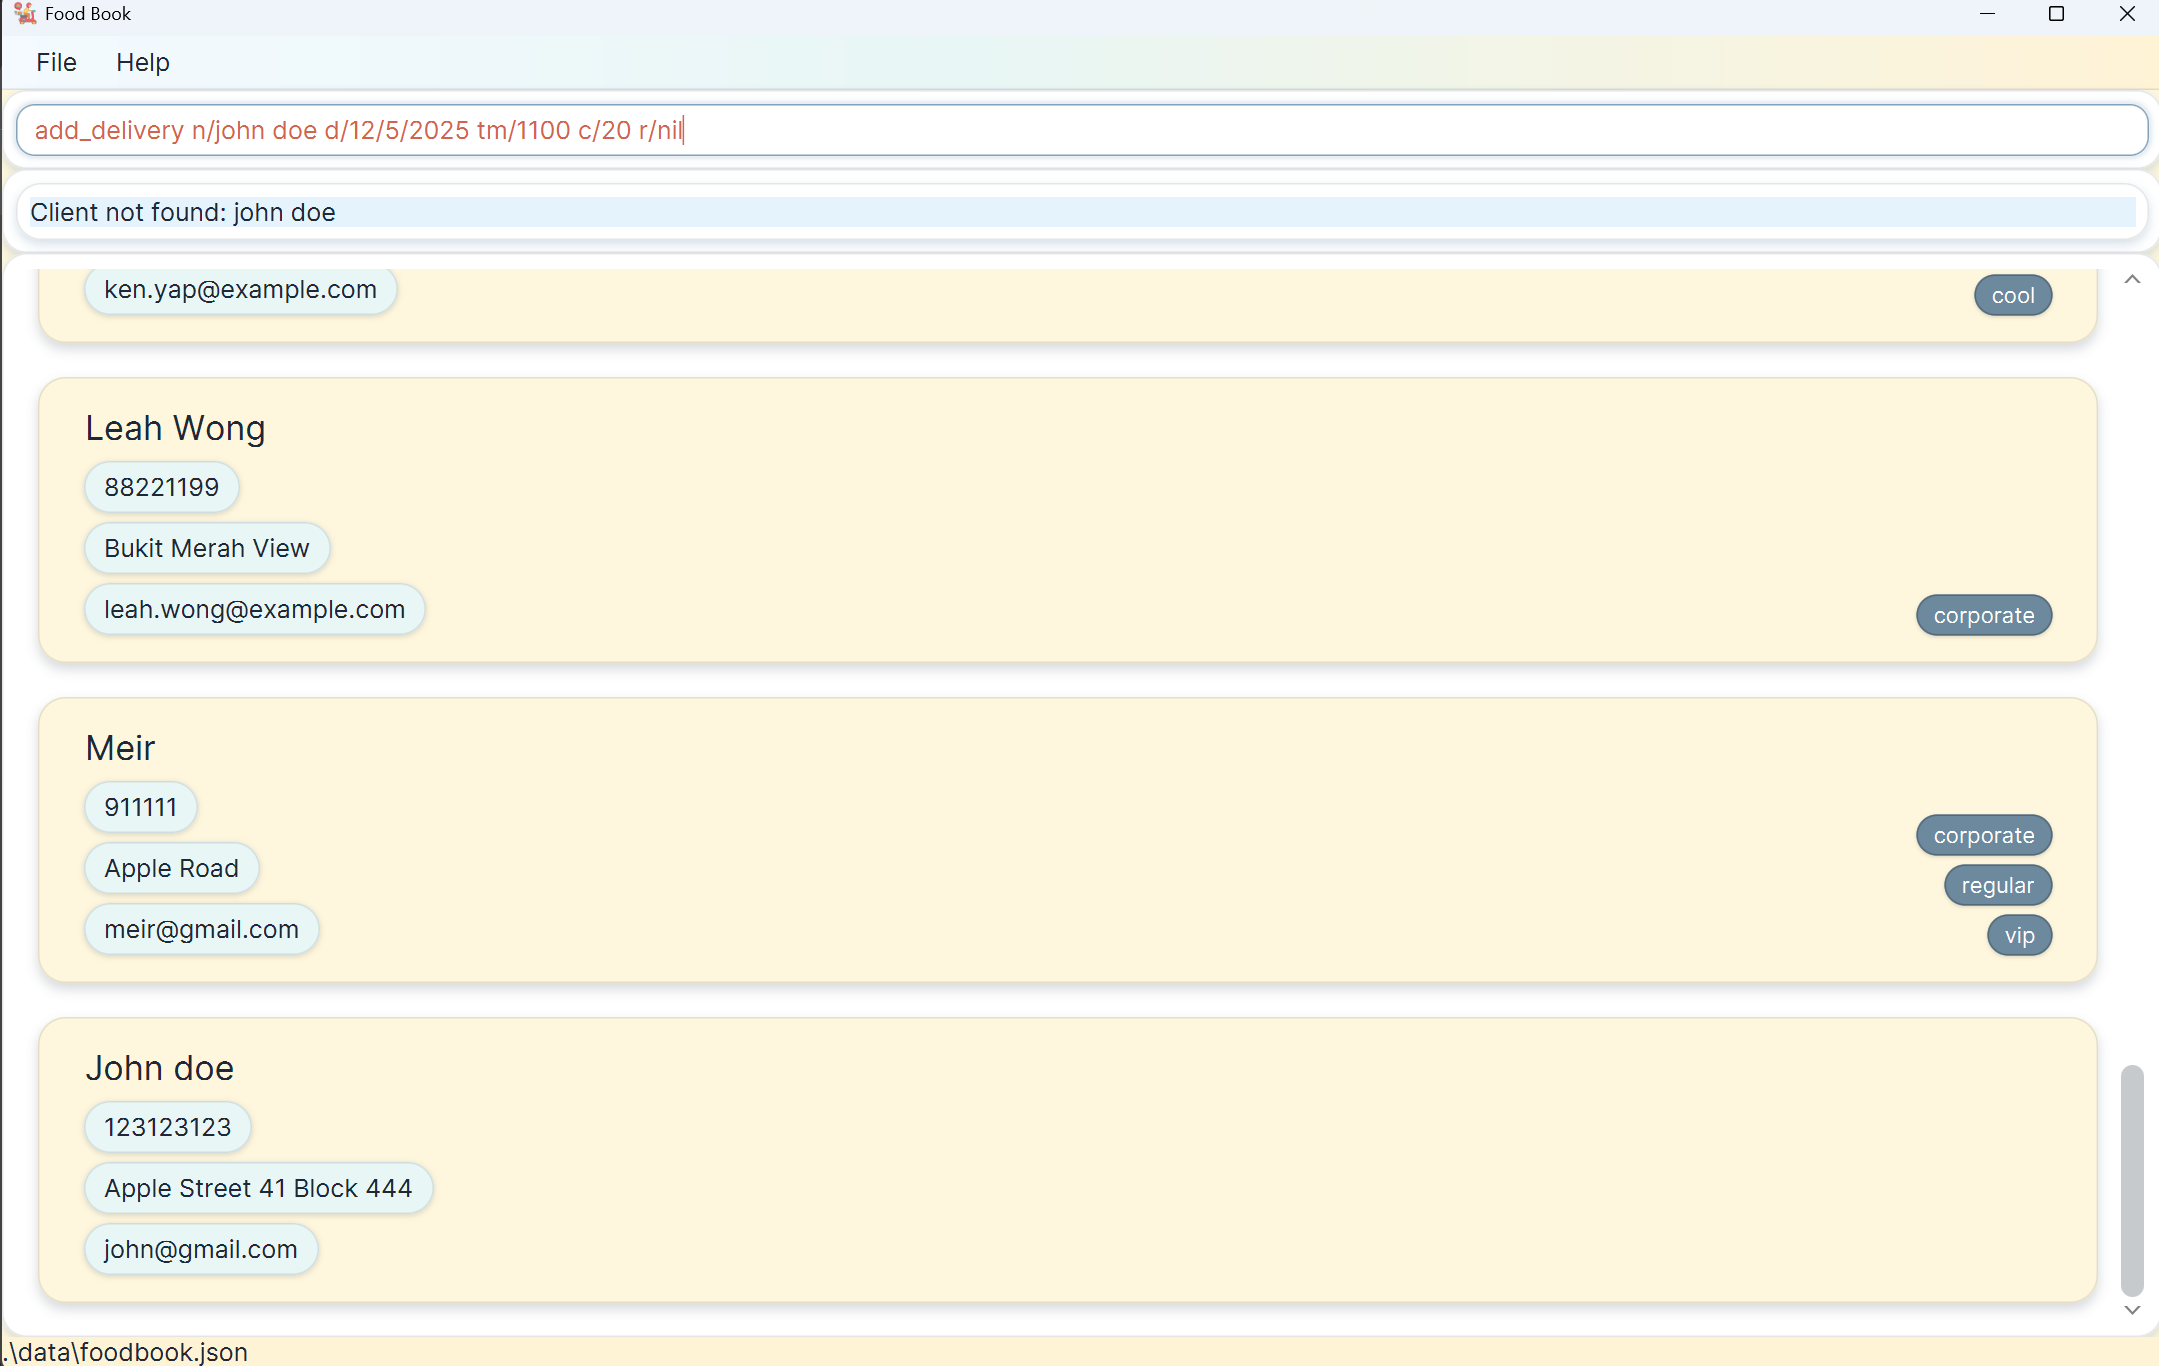 Food Book
File Help
add_delivery n/john doe d/12/5/2025 tm/1100 c/20 r/nil
Client not found: john doe
ken.yap@example.com
cool
Leah Wong
88221199
Bukit Merah View
leah.wong@example.com
corporate
Meir
911111
Apple Road
meir@gmail.com
corporate
regular
vip
John doe
123123123
Apple Street 41 Block 444
john@gmail.com
.\data\foodbook.json